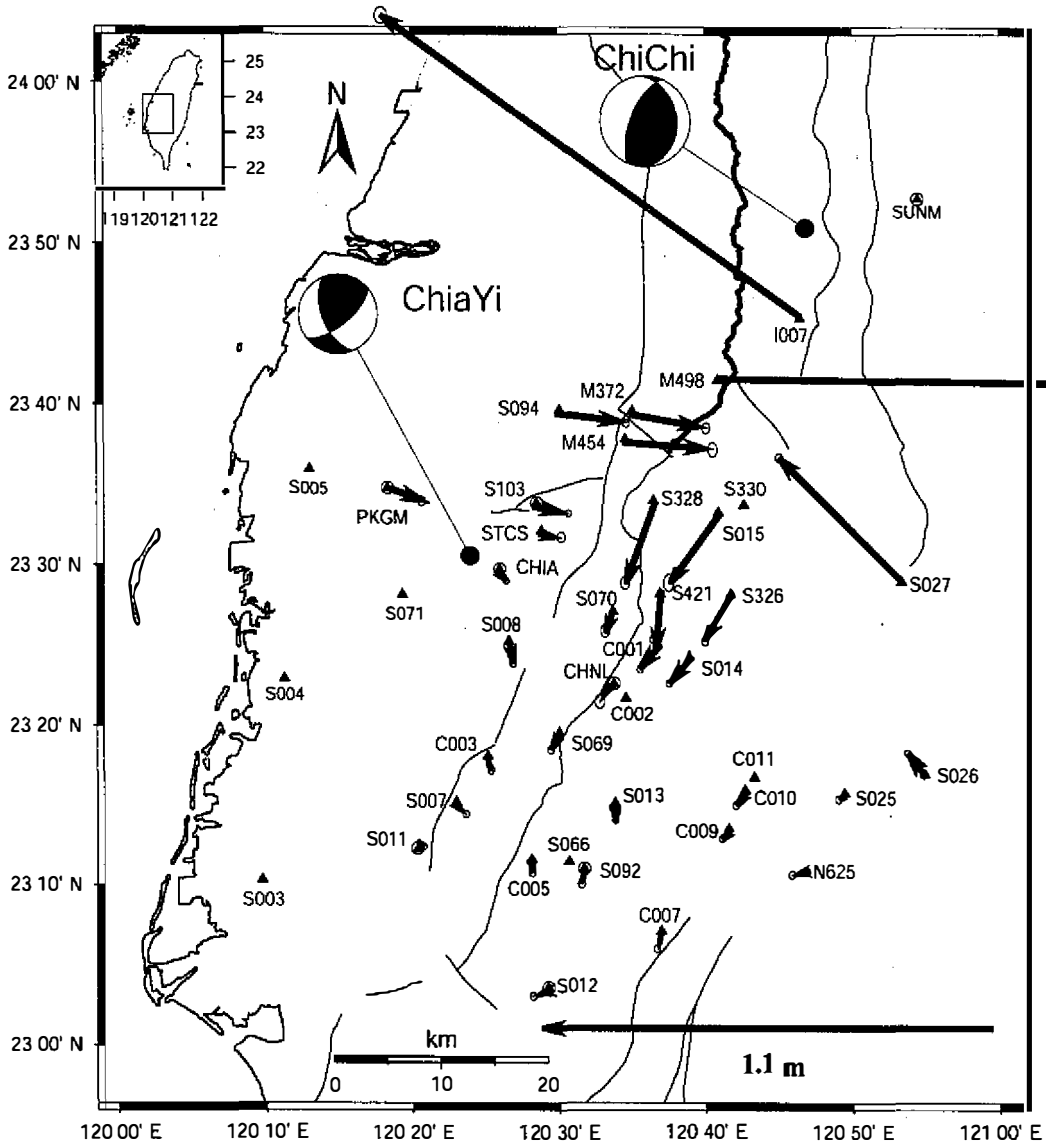 24 00' N
23 50' N
23 40' N
23 30' N
23 20' N
23 10' N
23 00' N
25
24
23
22
119120121122
N
ChiChi
ChiaYi
SUNM
I007
M498
M372
S094
M454
S005
PKGM
S103
STCS
CHIA
S328
S330
S015
S027
S071
S070
S421
S326
S008
C001
S014
CHNL
C002
S004
S069
C003
C011
S026
S007
S013
C010
S025
S011
C009
S066
S092
N625
C005
S003
C007
S012
km
0 10 20
1.1 m
120 00' E 120 10' E 120 20' E 120 30' E 120 40' E 120 50' E 121 00' E